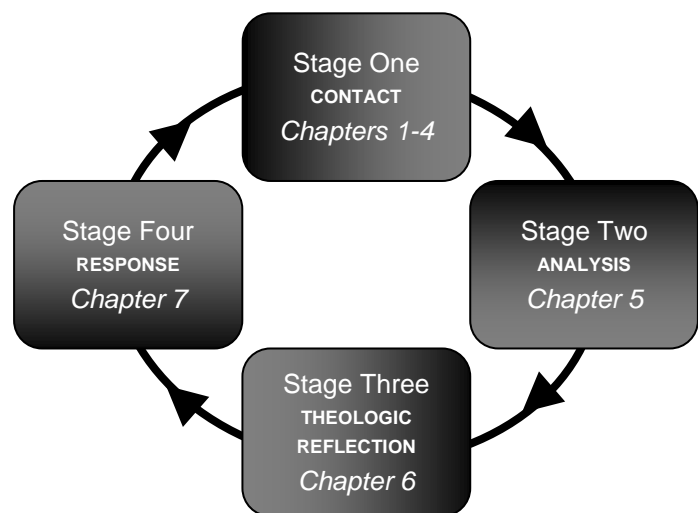 Stage One
CONTACT
Chapters 1-4
Stage Two
ANALYSIS
Chapter 5
Stage Three
THEOLOGIC
REFLECTION
Chapter 6
Stage Four
RESPONSE
Chapter 7